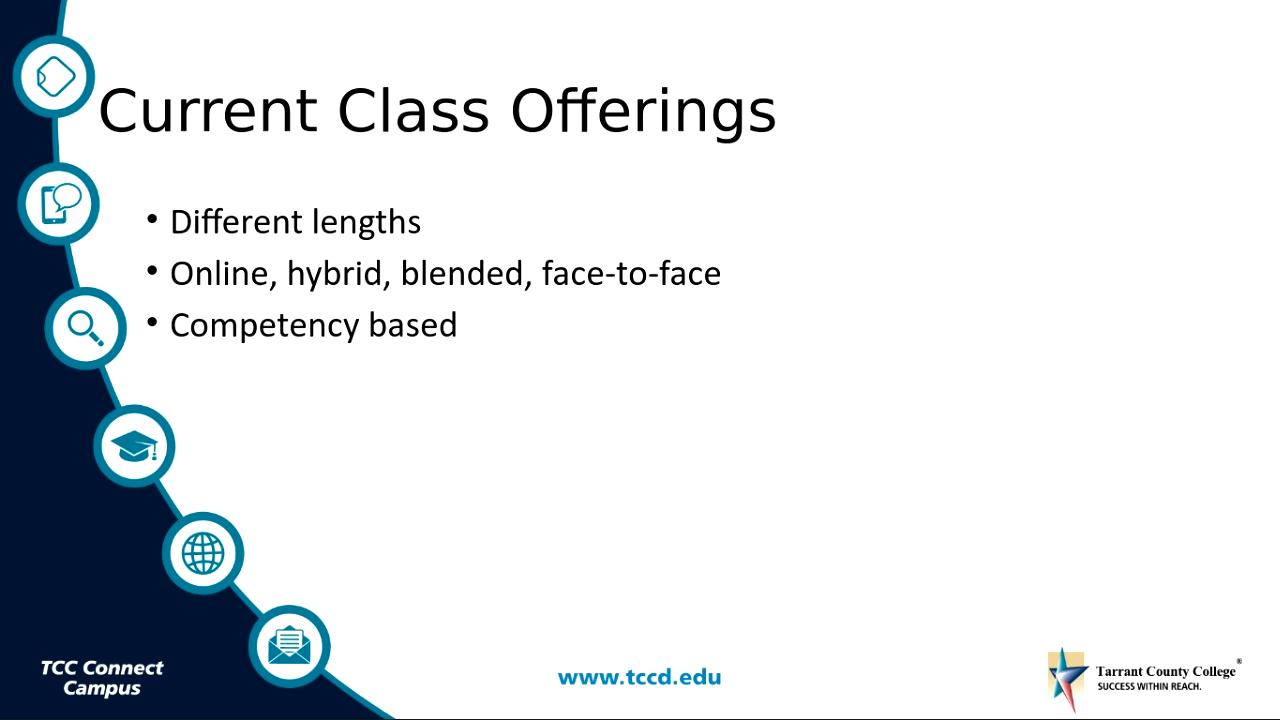 Current Class Offerings
• Different lengths
• Online, hybrid, blended, face-to-face
• Competency based
TCC Connect
Campus
www.tccd.edu
Tarrant County College®
SUCCESS WITHIN REACH.